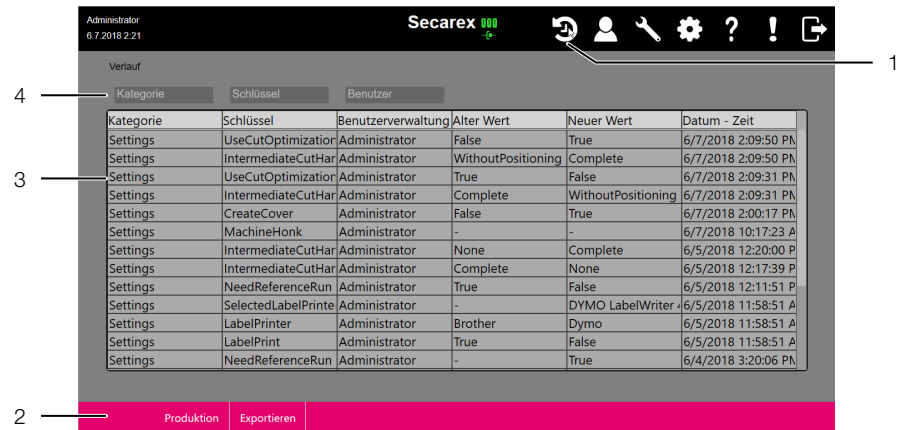 Administrator
6.7.2018 2:21
Secarex
? !
1
Verlauf
4
Kategorie Schlüssel Benutzer
Kategorie Schlüssel Benutzerverwaltung Alter Wert Neuer Wert Datum - Zeit
Settings UseCutOptimization Administrator False True 6/7/2018 2:09:50 PM
Settings IntermediateCutHar Administrator WithoutPositioning Complete 6/7/2018 2:09:50 PM
3
Settings UseCutOptimization Administrator True False 6/7/2018 2:09:31 PM
Settings IntermediateCutHar Administrator Complete WithoutPositioning 6/7/2018 2:09:31 PM
Settings CreateCover Administrator False True 6/7/2018 2:00:17 PM
Settings MachineHonk Administrator - - 6/7/2018 10:17:23 A
Settings IntermediateCutHar Administrator None Complete 6/5/2018 12:20:00 P
Settings IntermediateCutHar Administrator Complete None 6/5/2018 12:17:39 P
Settings NeedReferenceRun Administrator True False 6/5/2018 12:11:51 P
Settings SelectedLabelPrinte Administrator - DYMO LabelWriter 4 6/5/2018 11:58:51 A
Settings LabelPrinter Administrator Brother Dymo 6/5/2018 11:58:51 A
Settings LabelPrint Administrator True False 6/5/2018 11:58:51 A
Settings NeedReferenceRun Administrator - True 6/4/2018 3:20:06 PM
2
Produktion Exportieren